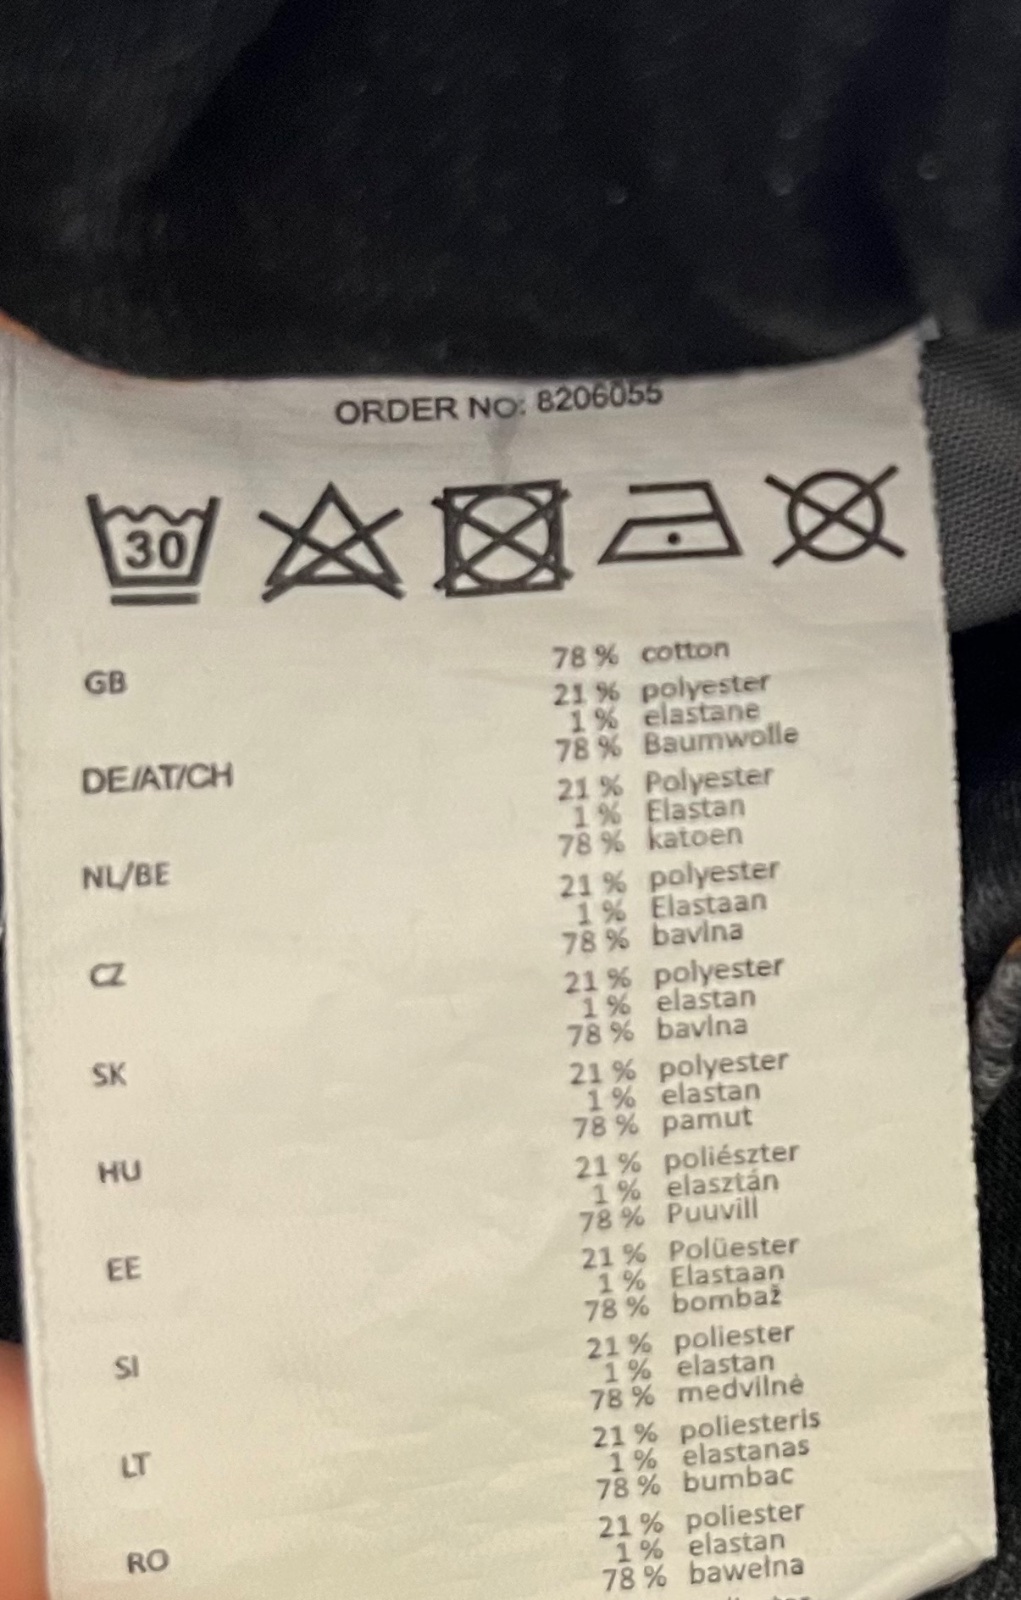 ORDER NO: 8206055
30
GB 78 % cotton
21 % polyester
1 % elastane
DE/AT/CH 78 % Baumwolle
21 % Polyester
1 % Elastan
NL/BE 78 % katoen
21 % polyester
1 % Elastaan
CZ 78 % bavlna
21 % polyester
1 % elastan
SK 78 % bavlna
21 % polyester
1 % elastan
HU 78 % pamut
21 % poliészter
1 % elasztán
EE 78 % Puuvill
21 % Polüester
1 % Elastaan
SI 78 % bombaž
21 % poliester
1 % elastan
LT 78 % medvilnė
21 % poliesteris
1 % elastanas
RO 78 % bumbac
21 % poliester
1 % elastan
78 % bawełna